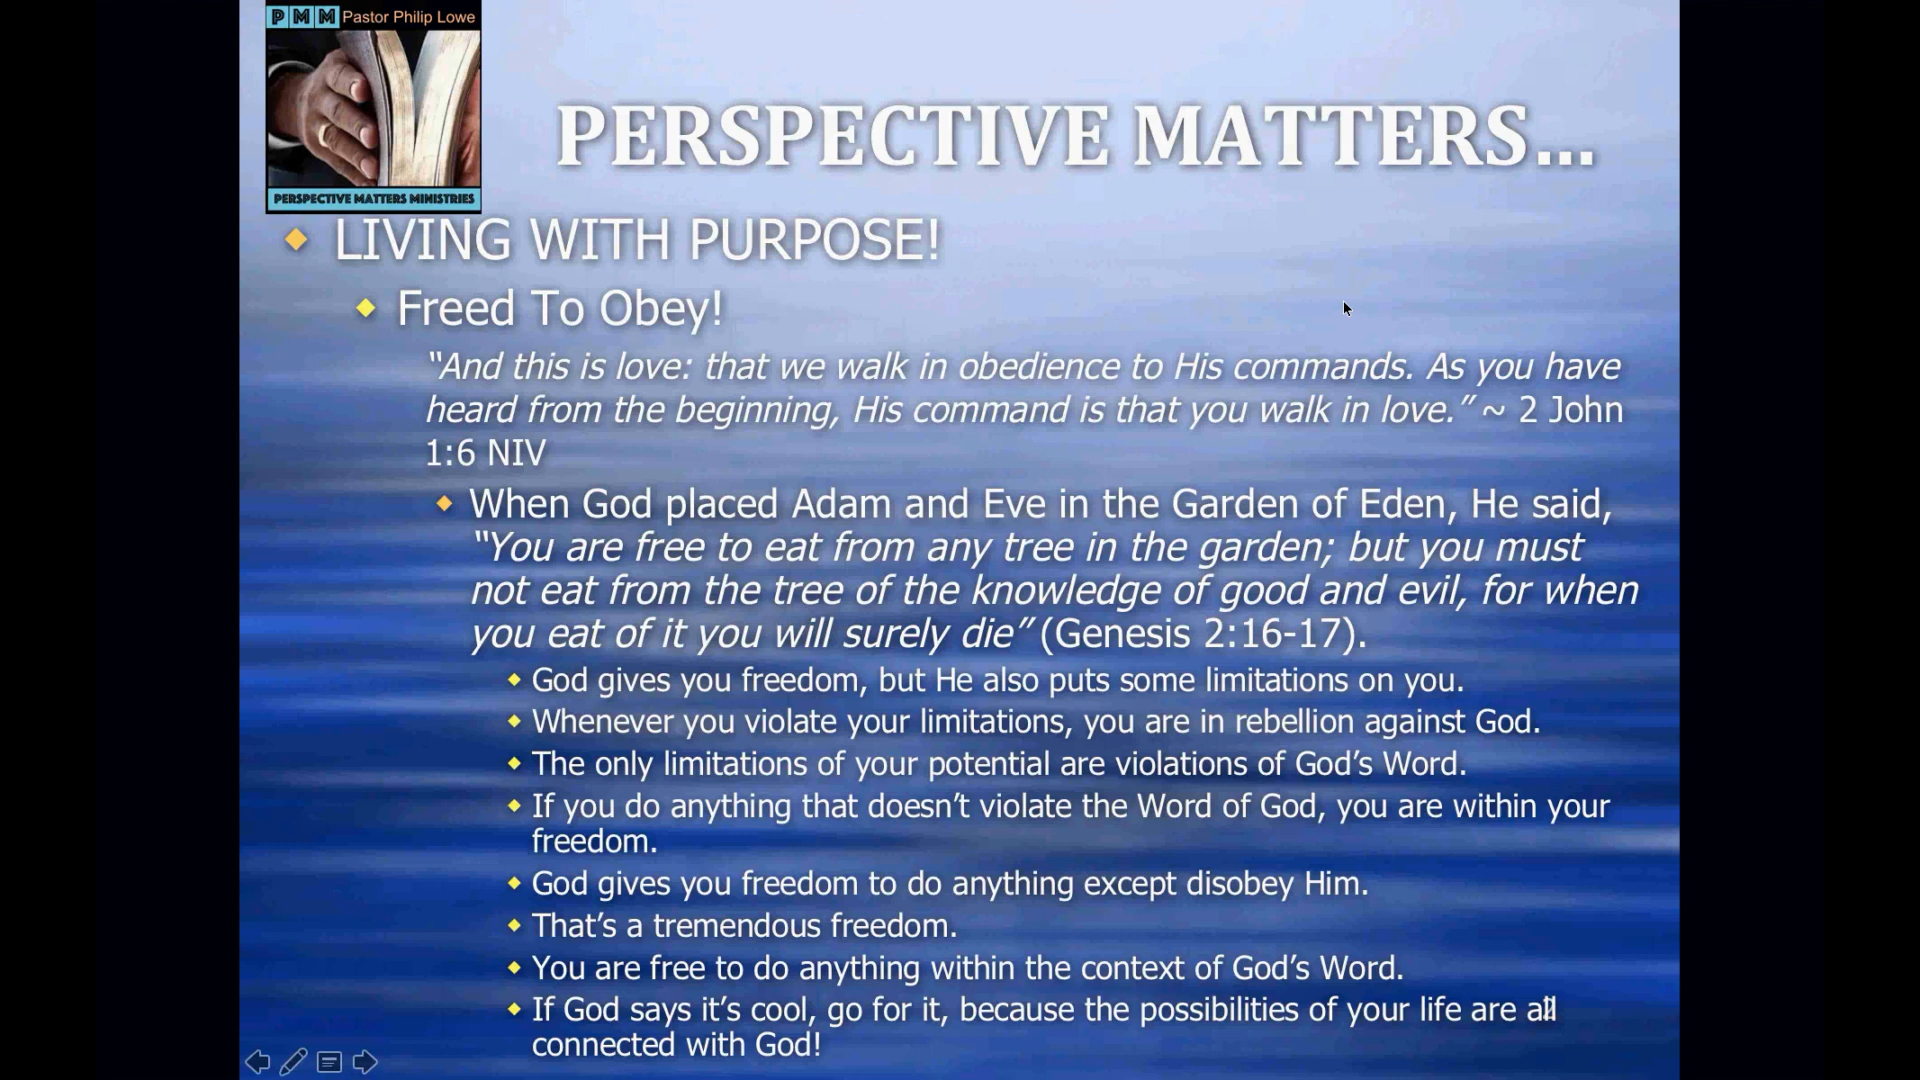 PMM Pastor Philip Lowe
PERSPECTIVE MATTERS MINISTRIES
PERSPECTIVE MATTERS...
LIVING WITH PURPOSE!
Freed To Obey!
“And this is love: that we walk in obedience to His commands. As you have
heard from the beginning, His command is that you walk in love.” ~ 2 John
1:6 NIV
When God placed Adam and Eve in the Garden of Eden, He said,
“You are free to eat from any tree in the garden; but you must
not eat from the tree of the knowledge of good and evil, for when
you eat of it you will surely die” (Genesis 2:16-17).
God gives you freedom, but He also puts some limitations on you.
Whenever you violate your limitations, you are in rebellion against God.
The only limitations of your potential are violations of God’s Word.
If you do anything that doesn’t violate the Word of God, you are within your
freedom.
God gives you freedom to do anything except disobey Him.
That’s a tremendous freedom.
You are free to do anything within the context of God’s Word.
If God says it’s cool, go for it, because the possibilities of your life are all
connected with God!
2